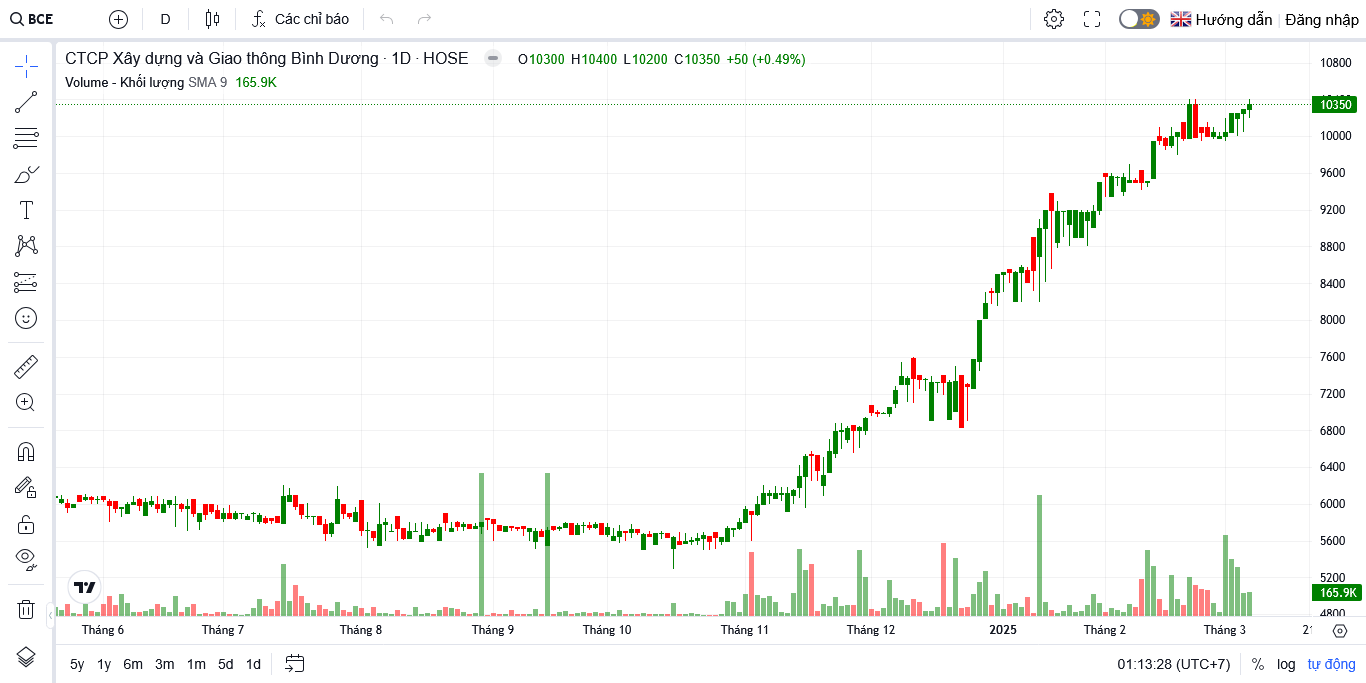 BCE D Các chỉ báo Hướng dẫn Đăng nhập
CTCP Xây dựng và Giao thông Bình Dương · 1D · HOSE O10300 H10400 L10200 C10350 +50 (+0.49%)
Volume - Khối lượng SMA 9 165.9K
10800
10350
10000
9600
9200
8800
8400
8000
7600
7200
6800
6400
6000
5600
5200
165.9K
4800
Tháng 6 Tháng 7 Tháng 8 Tháng 9 Tháng 10 Tháng 11 Tháng 12 2025 Tháng 2 Tháng 3
5y 1y 6m 3m 1m 5d 1d 01:13:28 (UTC+7) % log tự động